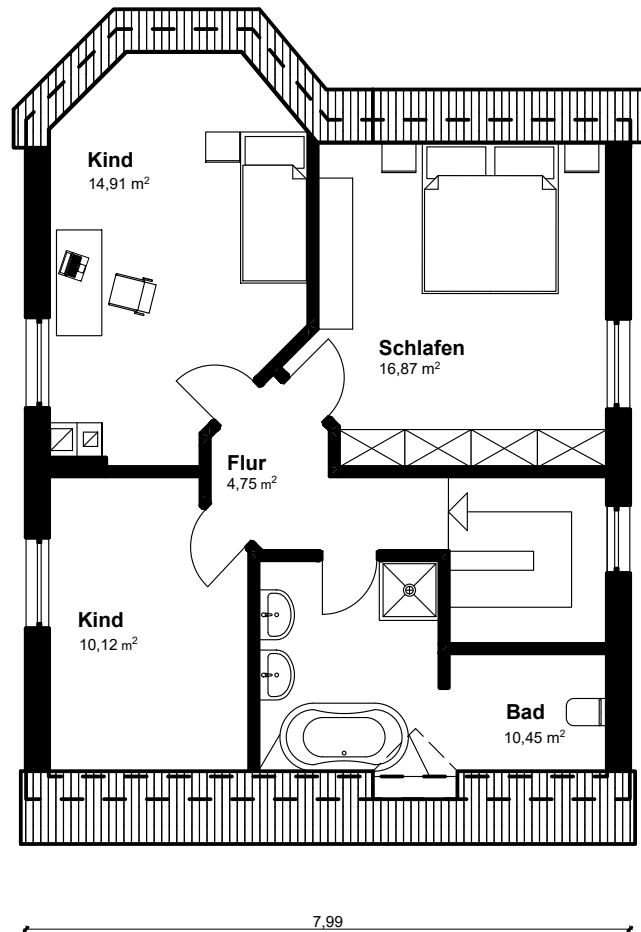 Kind
14,91 m²
Schlafen
16,87 m²
Flur
4,75 m²
Kind
10,12 m²
Bad
10,45 m²
7,99